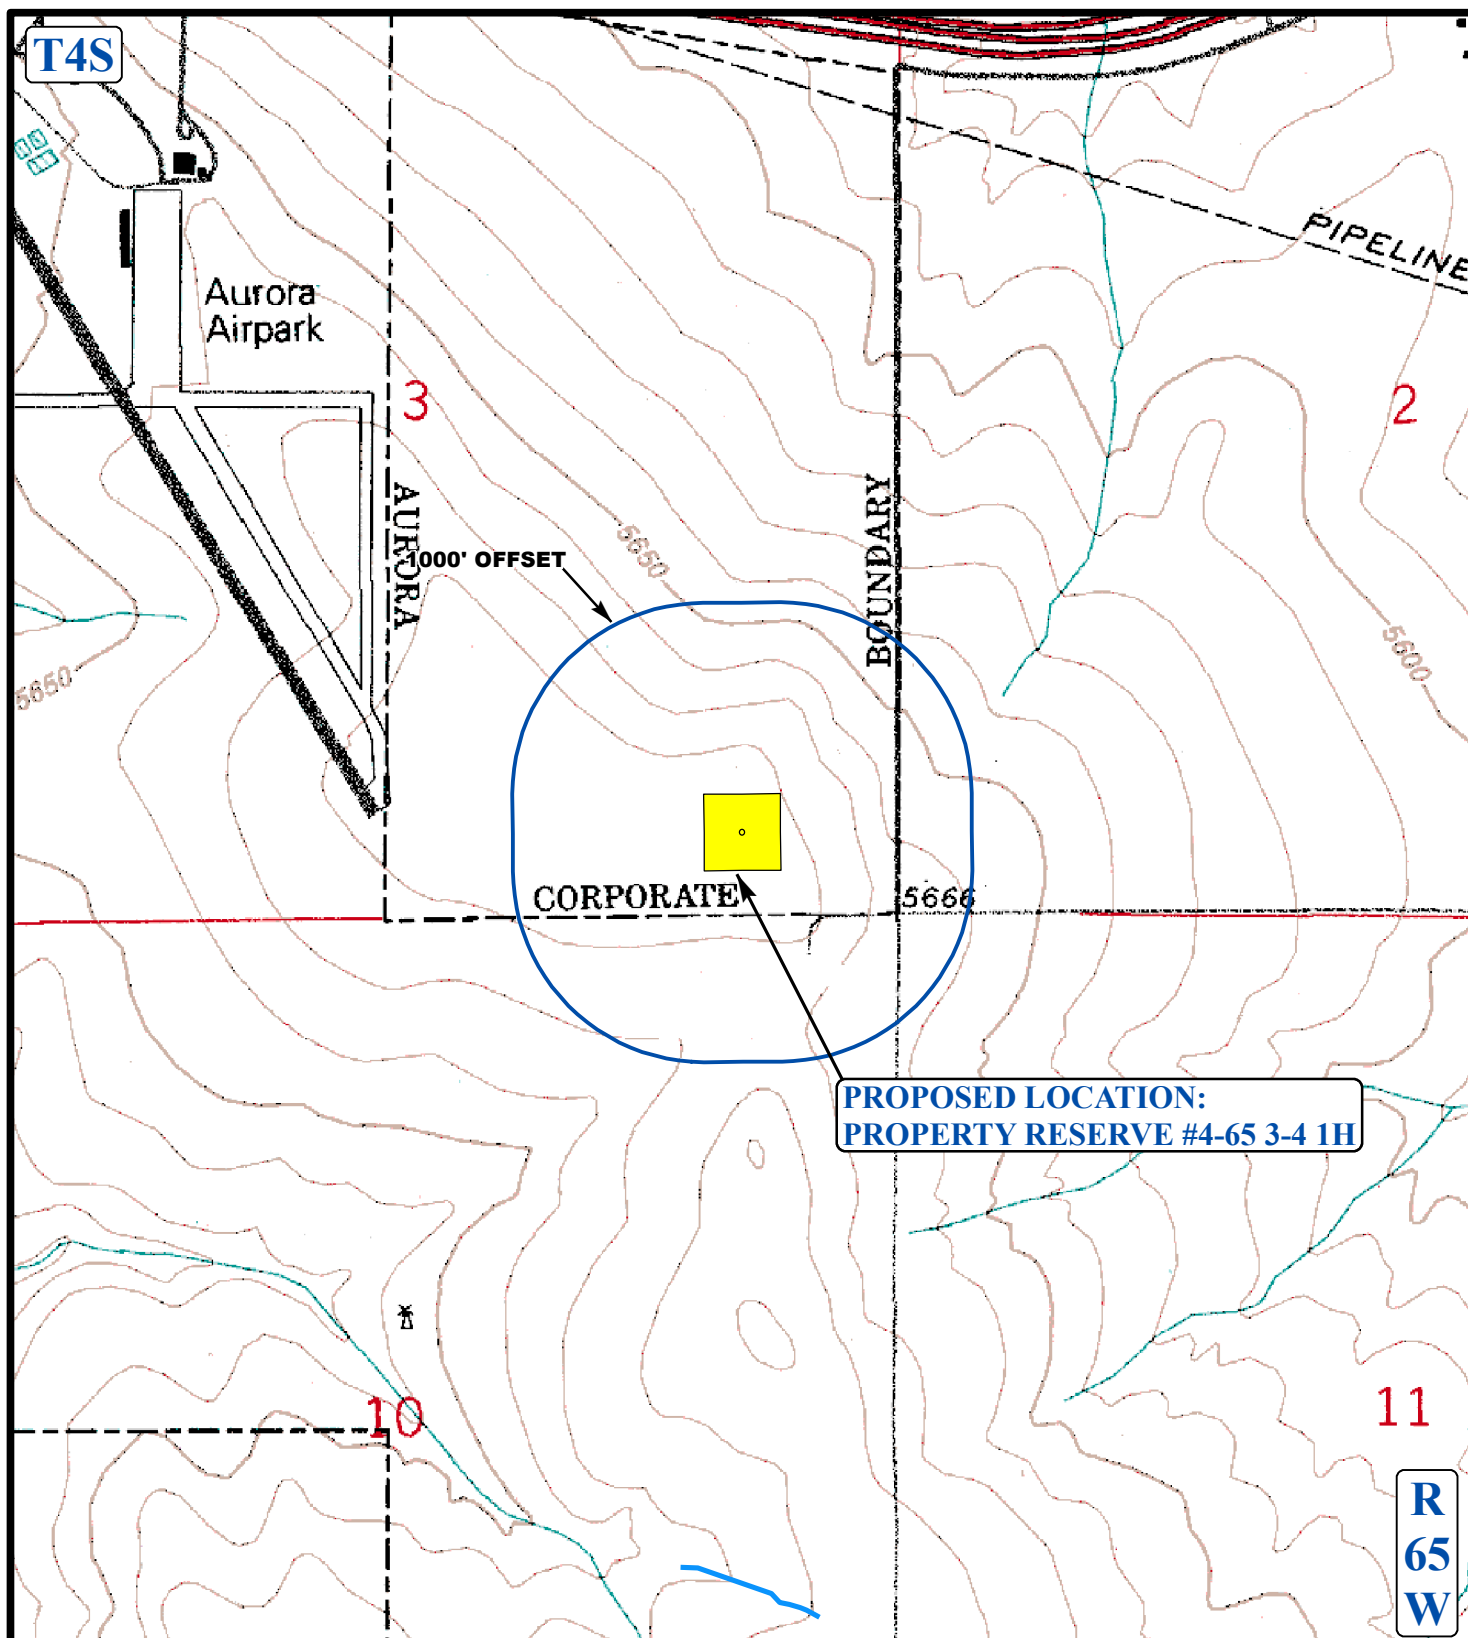 T4S
PIPELINE
Aurora
Airpark
3
2
AURORA
BOUNDARY
1000' OFFSET
5650
5600
5650
CORPORATE
5666
PROPOSED LOCATION:
PROPERTY RESERVE #4-65 3-4 1H
10
11
R
65
W